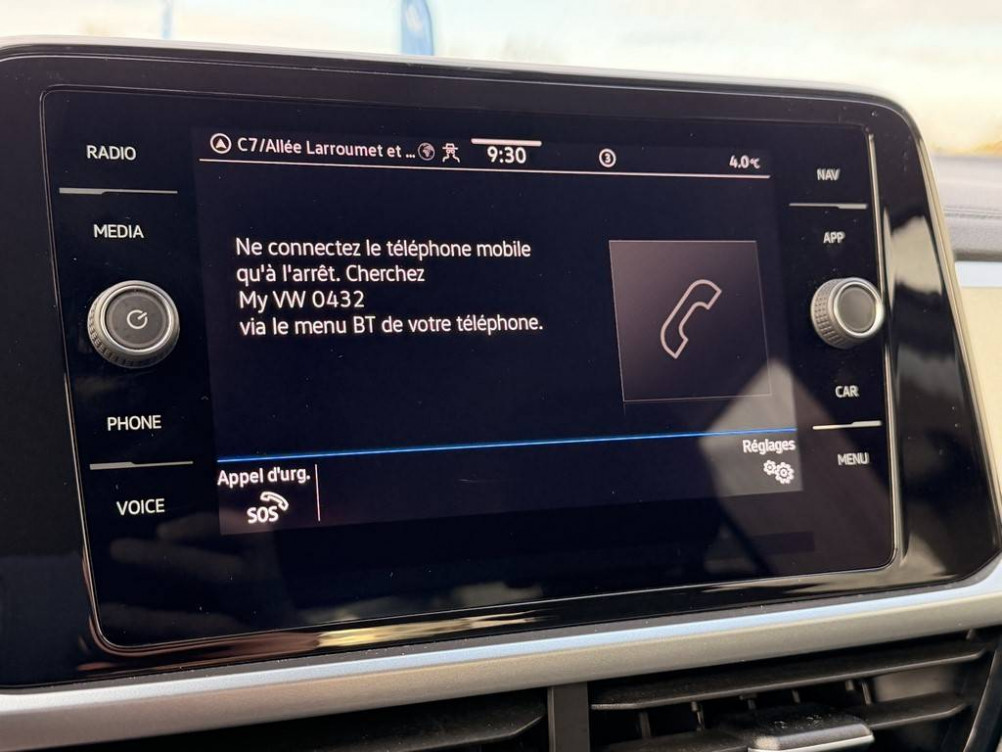 RADIO
MEDIA
PHONE
VOICE
C7/Allée Larroumet et ...
9:30
3
4.0°C
Ne connectez le téléphone mobile
qu'à l'arrêt. Cherchez
My VW 0432
via le menu BT de votre téléphone.
Appel d'urg.
SOS
Réglages
NAV
APP
CAR
MENU